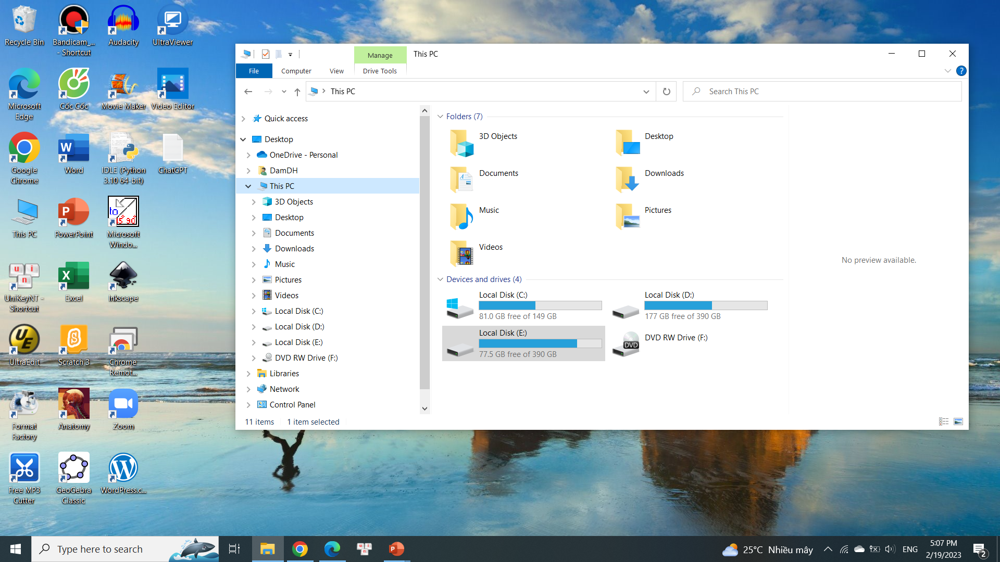 Recycle Bin
Bandicam_...
- Shortcut
Audacity
UltraViewer
Microsoft
Edge
Cốc Cốc
Movie Maker
Video Editor
Google
Chrome
Word
IDLE (Python
3.10 64-bit)
ChatGPT
This PC
PowerPoint
Microsoft
Windo...
UniKeyNT -
Shortcut
Excel
Inkscape
UltraEdit
Scratch 3
Chrome
Remot...
Format
Factory
Anatomy
Zoom
Free MP3
Cutter
GeoGebra
Classic
WordPress.c...
Manage
This PC
File
Computer
View
Drive Tools
This PC
Search This PC
Quick access
Desktop
OneDrive - Personal
DamDH
This PC
3D Objects
Desktop
Documents
Downloads
Music
Pictures
Videos
Local Disk (C:)
Local Disk (D:)
Local Disk (E:)
DVD RW Drive (F:)
Libraries
Network
Control Panel
Folders (7)
3D Objects
Desktop
Documents
Downloads
Music
Pictures
Videos
Devices and drives (4)
Local Disk (C:)
81.0 GB free of 149 GB
Local Disk (D:)
177 GB free of 390 GB
Local Disk (E:)
77.5 GB free of 390 GB
DVD
DVD RW Drive (F:)
No preview available.
11 items
1 item selected
Type here to search
25°C Nhiều mây
ENG
5:07 PM
2/19/2023
2